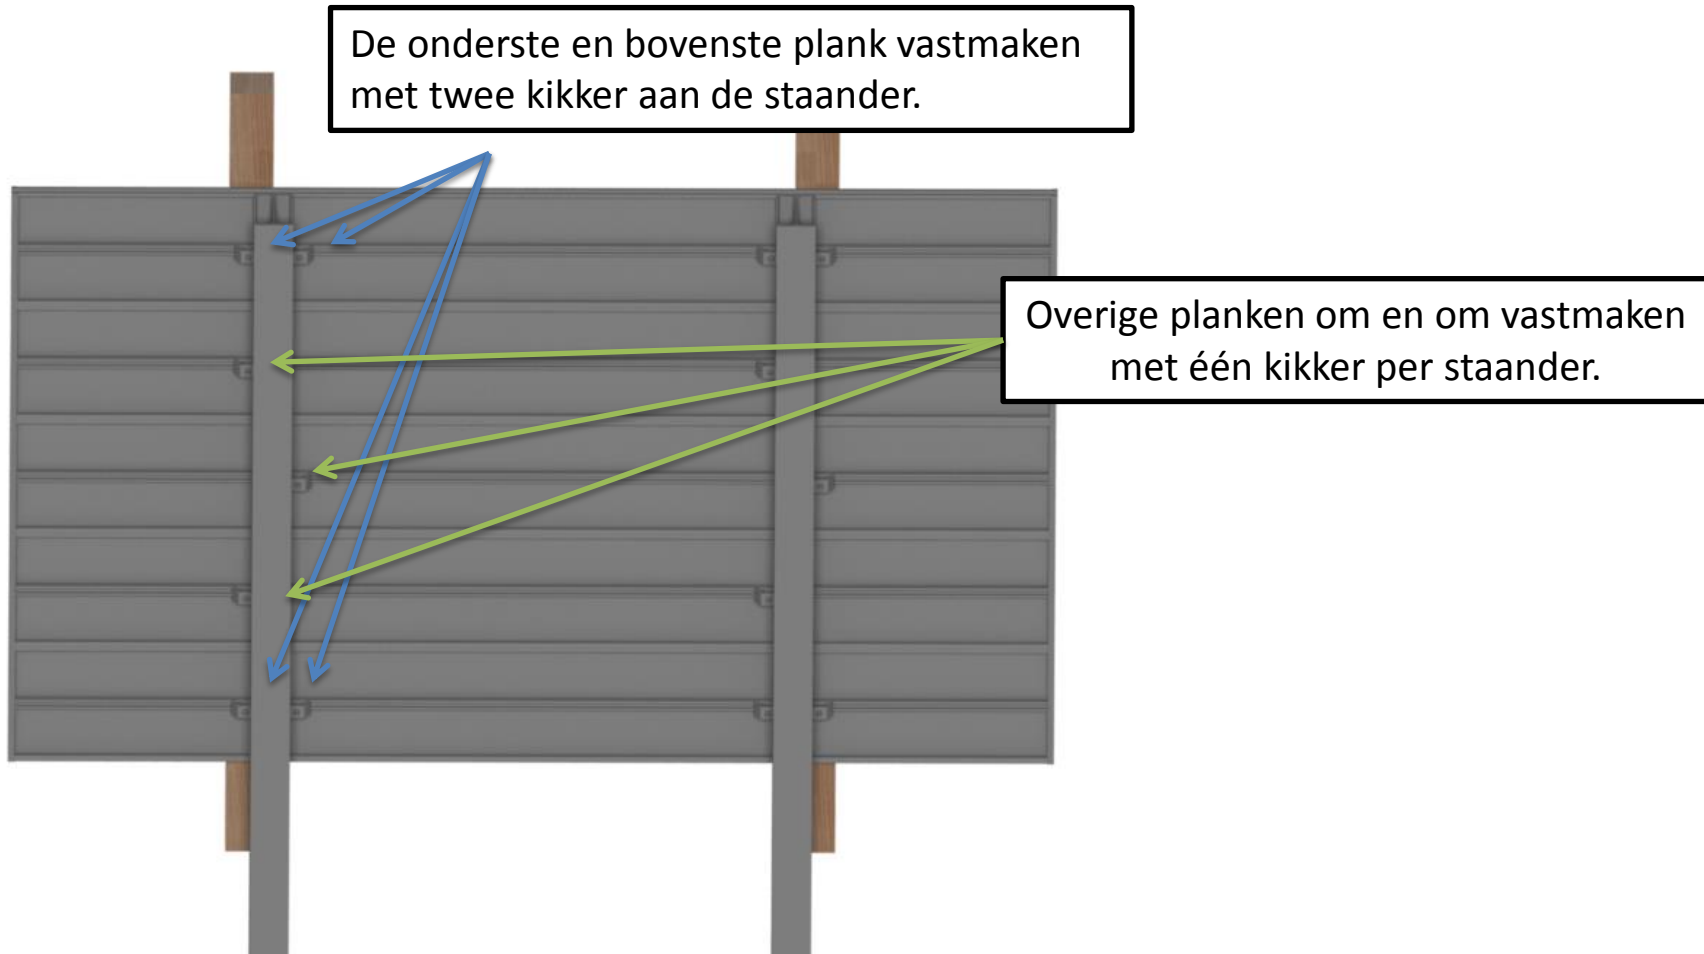 De onderste en bovenste plank vastmaken
met twee kikker aan de staander.
Overige planken om en om vastmaken
met één kikker per staander.